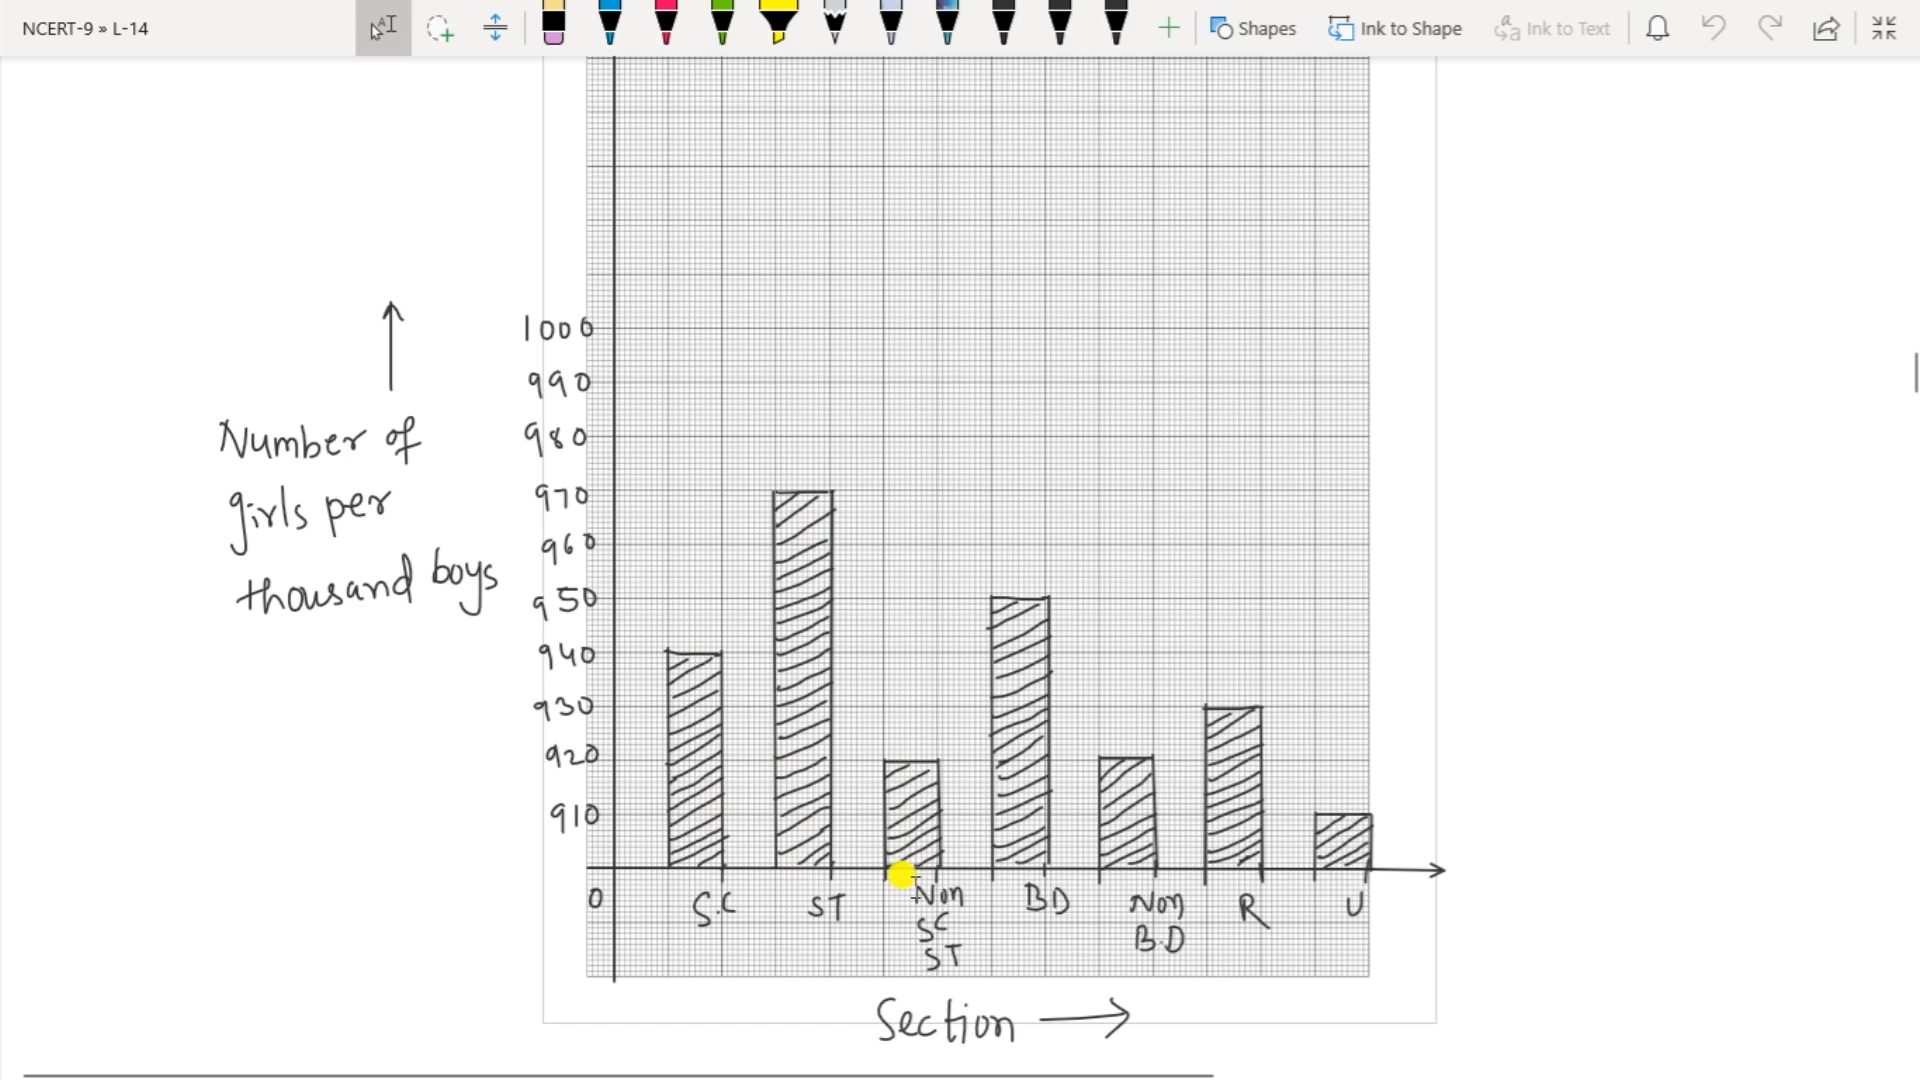 NCERT-9 » L-14
Shapes
Ink to Shape
Ink to Text
1000
990
980
970
960
950
940
930
920
910
Number of
girls per
thousand boys
0
S.C
ST
Non
SC
ST
BD
Non
B.D
R
U
Section